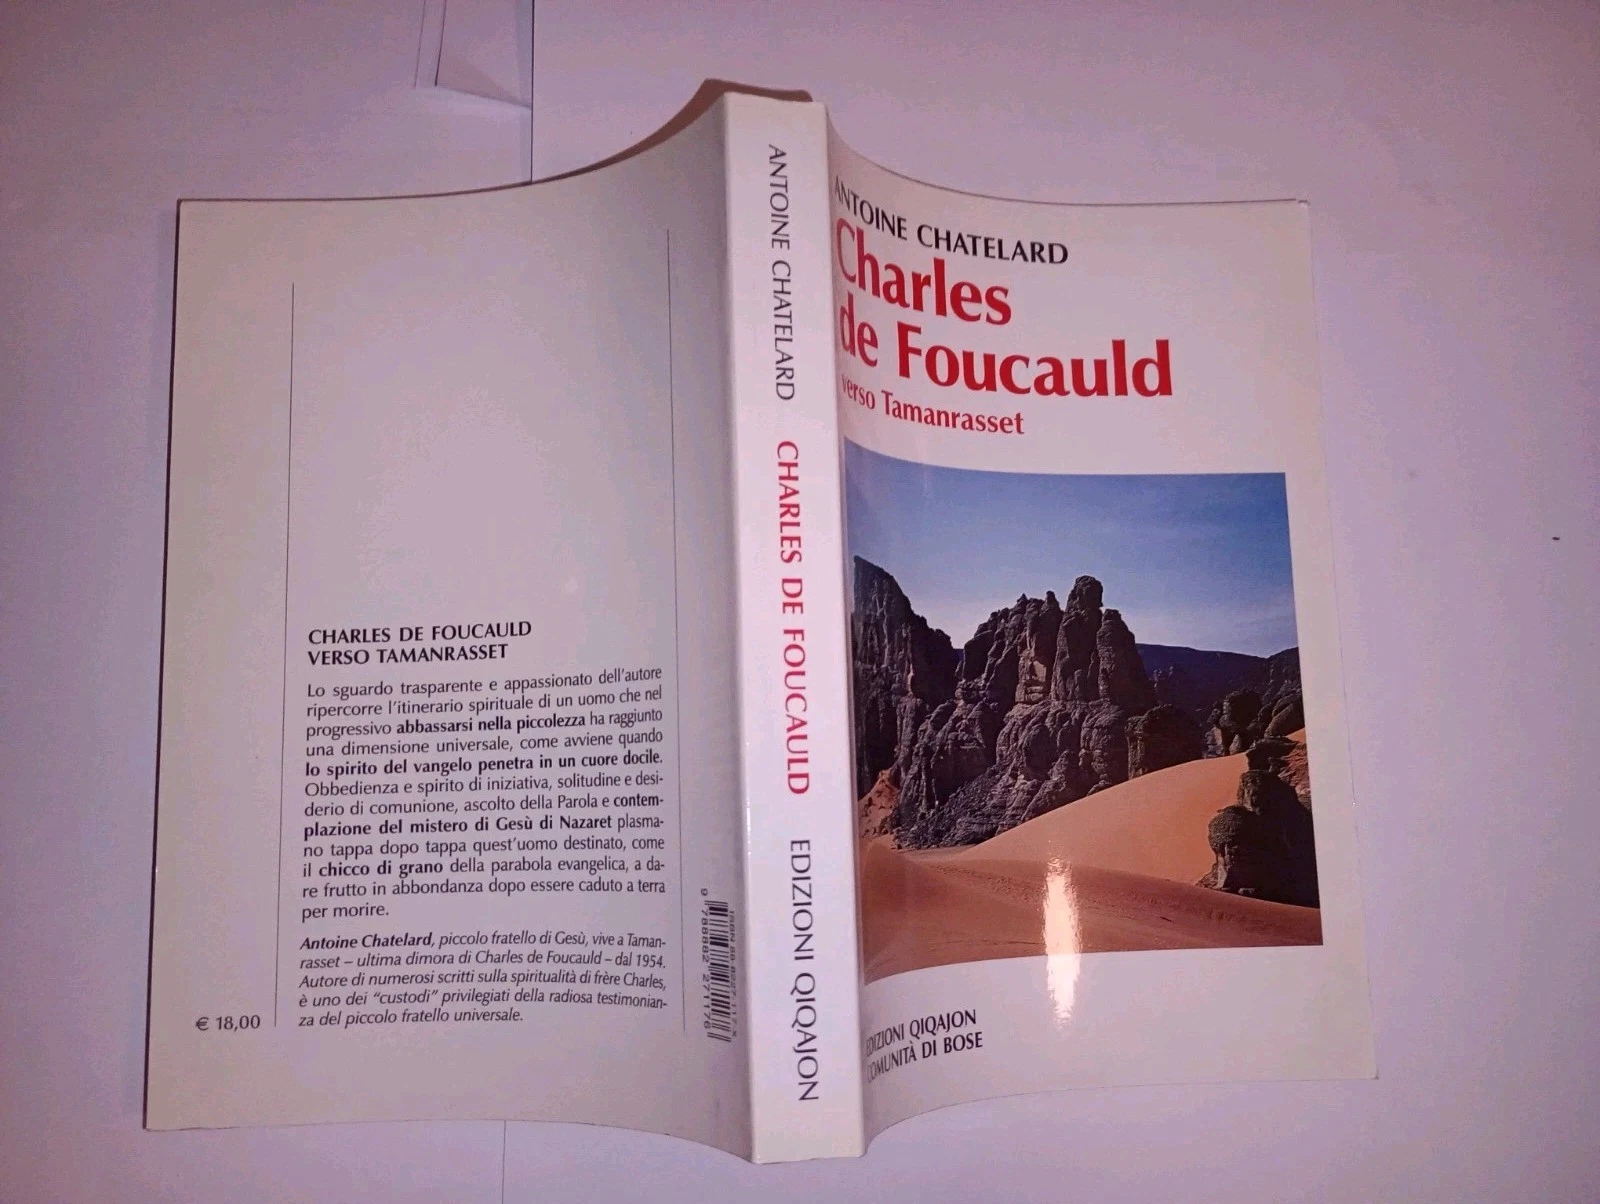 CHARLES DE FOUCAULD
VERSO TAMANRASSET
Lo sguardo trasparente e appassionato dell'autore
ripercorre l'itinerario spirituale di un uomo che nel
progressivo abbassarsi nella piccolezza ha raggiunto
una dimensione universale, come avviene quando
lo spirito del vangelo penetra in un cuore docile.
Obbedienza e spirito di iniziativa, solitudine e desi-
derio di comunione, ascolto della Parola e contem-
plazione del mistero di Gesù di Nazaret plasma-
no tappa dopo tappa quest'uomo destinato, come
il chicco di grano della parabola evangelica, a da-
re frutto in abbondanza dopo essere caduto a terra
per morire.
Antoine Chatelard, piccolo fratello di Gesù, vive a Taman-
rasset – ultima dimora di Charles de Foucauld – dal 1954.
Autore di numerosi scritti sulla spiritualità di frère Charles,
è uno dei "custodi" privilegiati della radiosa testimonian-
za del piccolo fratello universale.
€ 18,00
ISBN 88-8227-117-X
9 788882 271176
ANTOINE CHATELARD CHARLES DE FOUCAULD EDIZIONI QIQAJON
ANTOINE CHATELARD
Charles
de Foucauld
verso Tamanrasset
EDIZIONI QIQAJON
COMUNITÀ DI BOSE